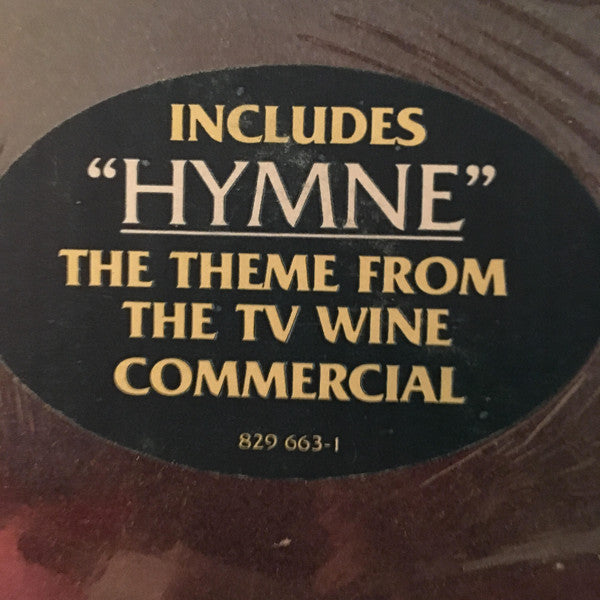 INCLUDES
“HYMNE”
THE THEME FROM
THE TV WINE
COMMERCIAL
829 663-1